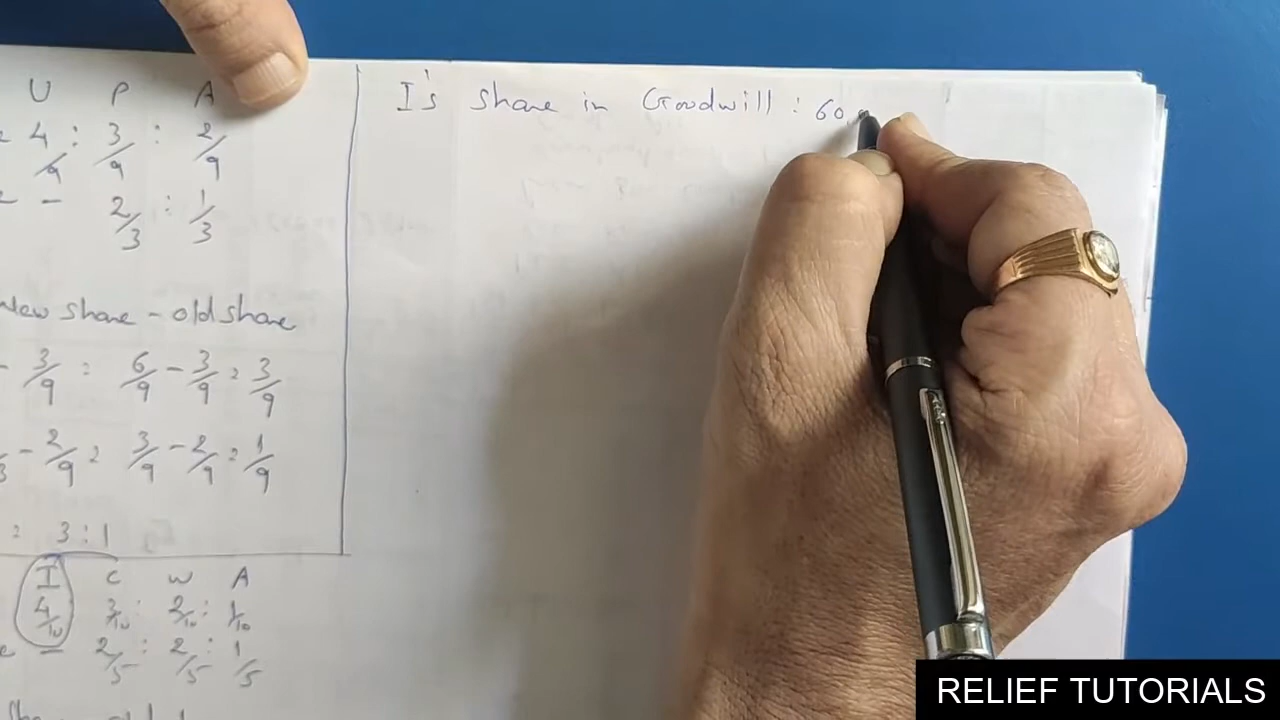 U P A
4/9 : 3/9 : 2/9
- 2/3 : 1/3
New share - old share
- 3/9 = 6/9 - 3/9 = 3/9
- 2/9 = 3/9 - 2/9 = 1/9
= 3:1
I C W A
4/10 3/10 : 2/10 : 1/10
- 2/5 : 2/5 : 1/5
I's share in Goodwill : 60,
RELIEF TUTORIALS